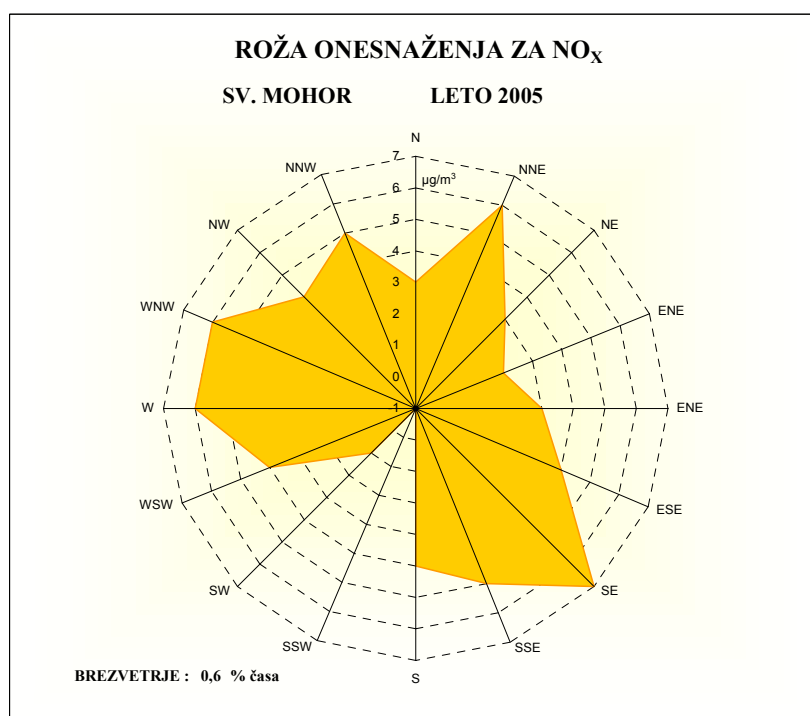 ROŽA ONESNAŽENJA ZA NOX
SV. MOHOR LETO 2005
N
NNE
NE
ENE
ENE
ESE
SE
SSE
S
SSW
SW
WSW
W
WNW
NW
NNW
7
µg/m³
6
5
4
3
2
1
0
-1
BREZVETRJE : 0,6 % časa